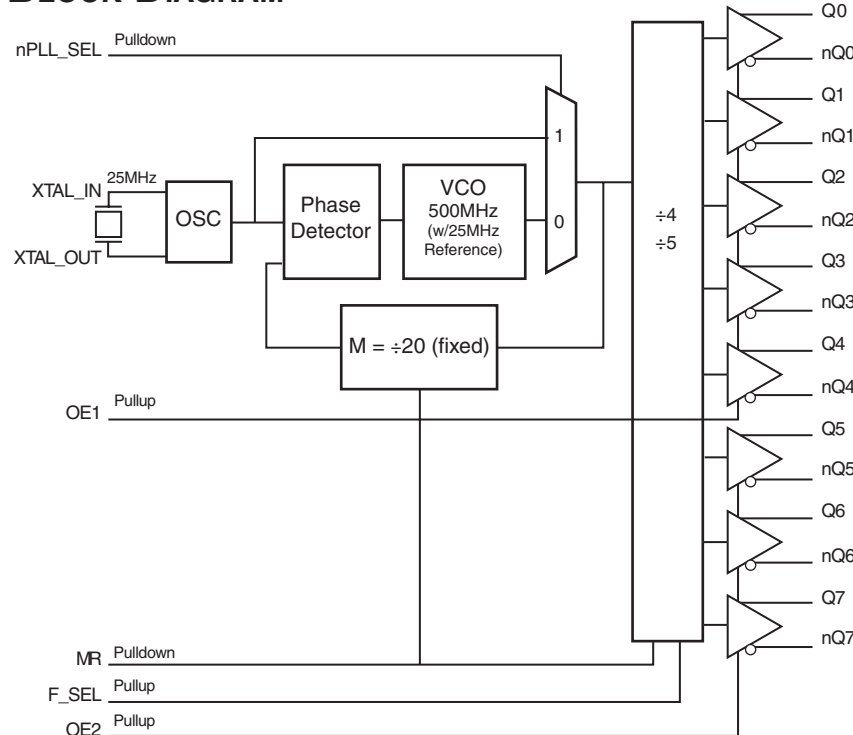 BLOCK DIAGRAM
nPLL_SEL Pulldown
Q0
nQ0
Q1
nQ1
1
XTAL_IN 25MHz
OSC
Phase
Detector
VCO
500MHz
(w/25MHz
Reference)
0
XTAL_OUT
÷4
÷5
Q2
nQ2
Q3
nQ3
M = ÷20 (fixed)
Q4
nQ4
OE1 Pullup
Q5
nQ5
Q6
nQ6
Q7
nQ7
MR Pulldown
F_SEL Pullup
OE2 Pullup